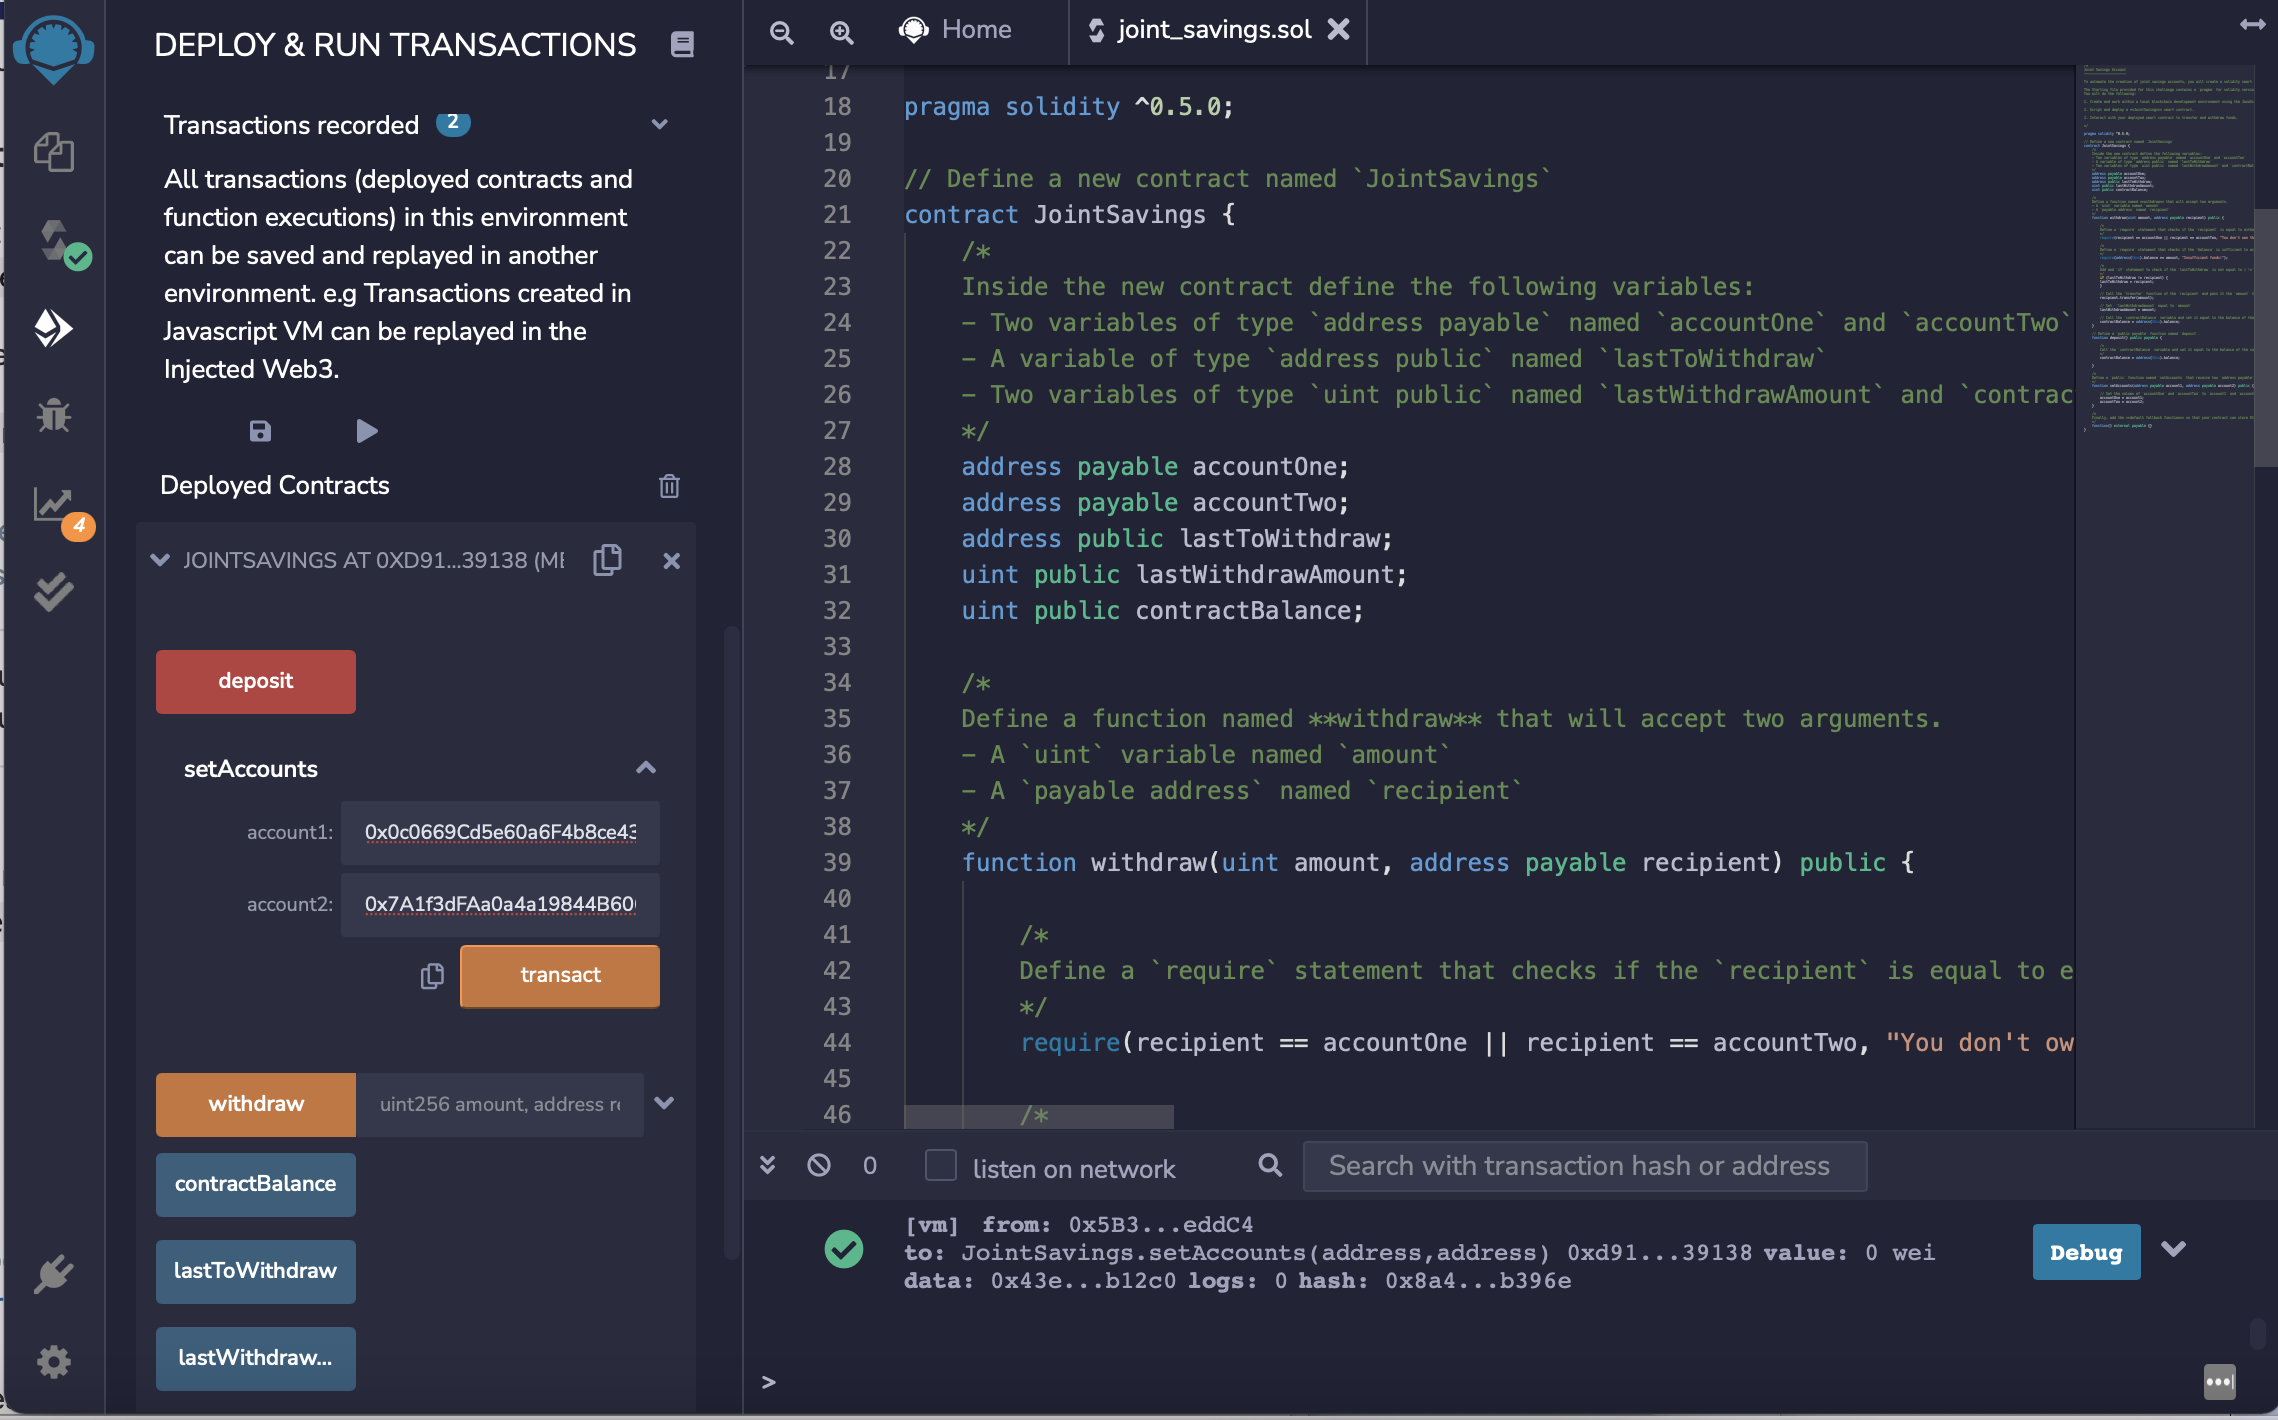 DEPLOY & RUN TRANSACTIONS
Transactions recorded 2
All transactions (deployed contracts and
function executions) in this environment
can be saved and replayed in another
environment. e.g Transactions created in
Javascript VM can be replayed in the
Injected Web3.
Deployed Contracts
4
JOINTSAVINGS AT 0XD91...39138 (ME
deposit
setAccounts
account1: 0x0c0669Cd5e60a6F4b8ce43
account2: 0x7A1f3dFAa0a4a19844B60
transact
withdraw uint256 amount, address re
contractBalance
lastToWithdraw
lastWithdraw...
Home
joint_savings.sol
17
18 pragma solidity ^0.5.0;
19
20 // Define a new contract named `JointSavings`
21 contract JointSavings {
22 /*
23 Inside the new contract define the following variables:
24 - Two variables of type `address payable` named `accountOne` and `accountTwo`
25 - A variable of type `address public` named `lastToWithdraw`
26 - Two variables of type `uint public` named `lastWithdrawAmount` and `contrac
27 */
28 address payable accountOne;
29 address payable accountTwo;
30 address public lastToWithdraw;
31 uint public lastWithdrawAmount;
32 uint public contractBalance;
33
34 /*
35 Define a function named **withdraw** that will accept two arguments.
36 - A `uint` variable named `amount`
37 - A `payable address` named `recipient`
38 */
39 function withdraw(uint amount, address payable recipient) public {
40
41 /*
42 Define a `require` statement that checks if the `recipient` is equal to e
43 */
44 require(recipient == accountOne || recipient == accountTwo, "You don't ow
45
46 /*
0 listen on network Search with transaction hash or address
[vm] from: 0x5B3...eddC4
to: JointSavings.setAccounts(address,address) 0xd91...39138 value: 0 wei
data: 0x43e...b12c0 logs: 0 hash: 0x8a4...b396e
Debug
>